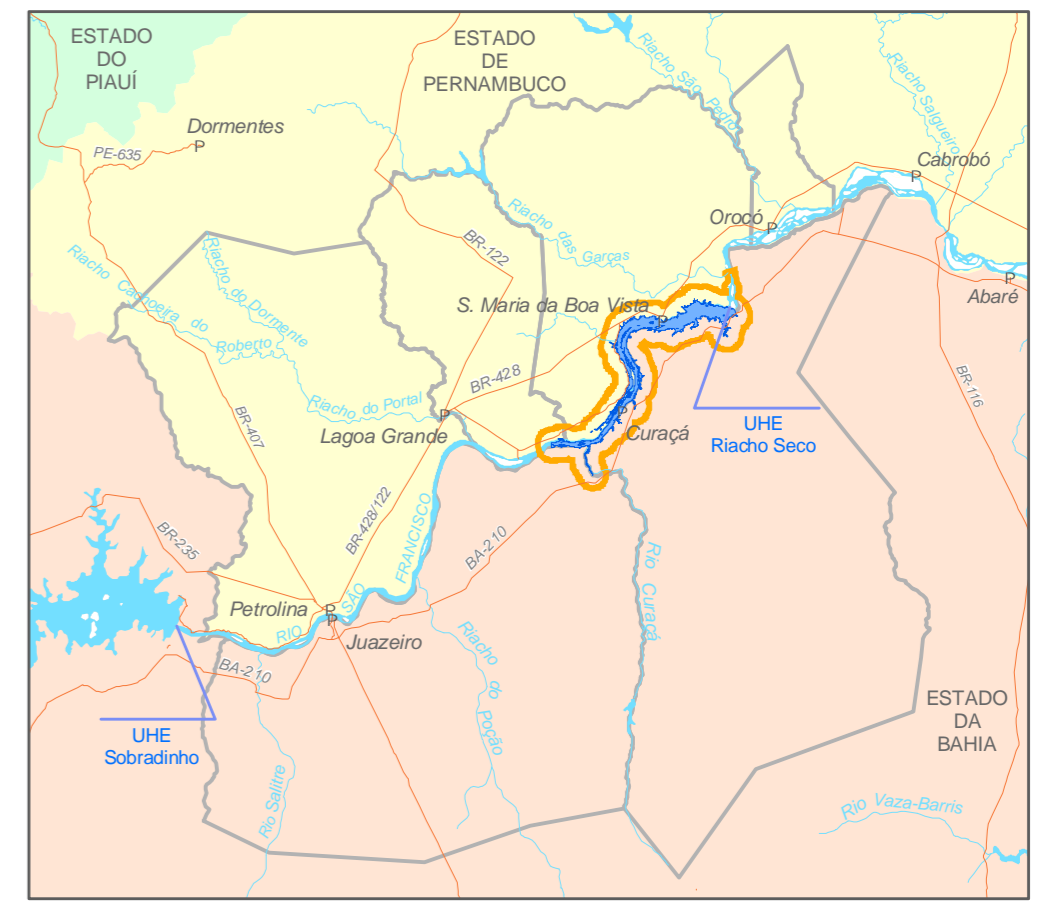 ESTADO
DO
PIAUÍ
ESTADO
DE
PERNAMBUCO
Riacho São Pedro
Riacho Salgueiro
Dormentes
P
PE-635
Cabrobó
P
Orocó
P
Riacho das Garças
BR-122
Riacho do Dormente
Riacho Cachoeira do Roberto
Abaré
P
S. Maria da Boa Vista
P
BR-428
BR-116
Riacho do Portal
BR-407
Lagoa Grande
P
Curaçá
P
UHE
Riacho Seco
BR-428/122
BR-235
BA-210
RIO SÃO FRANCISCO
Rio Curaçá
Petrolina
P
P
Juazeiro
Riacho do Poção
BA-210
UHE
Sobradinho
ESTADO
DA
BAHIA
Rio Salitre
Rio Vaza-Barris